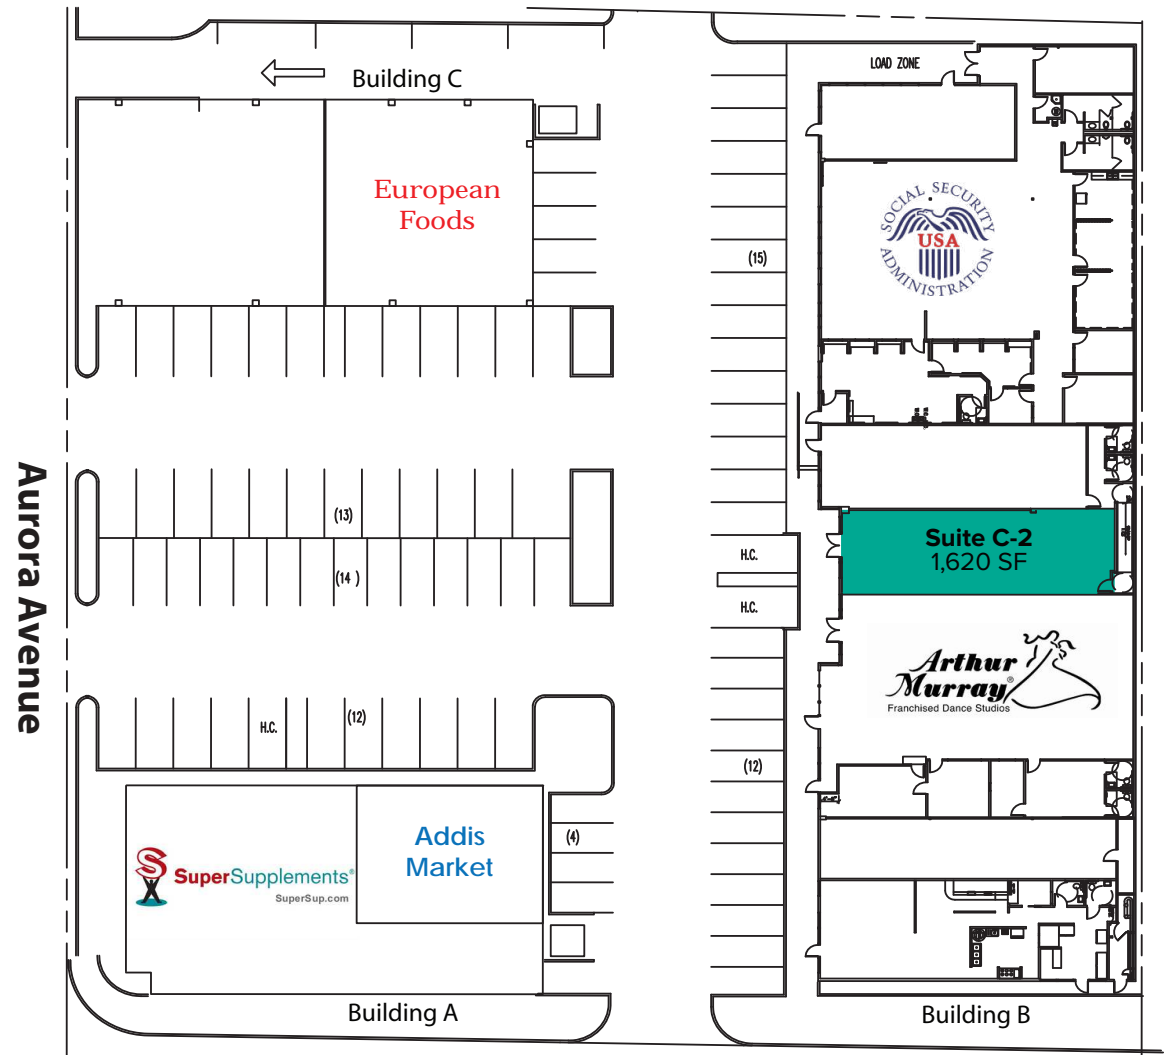 Building C
LOAD ZONE
European
Foods
SOCIAL SECURITY
USA
ADMINISTRATION
(15)
Aurora Avenue
(13)
(14 )
H.C.
H.C.
Suite C-2
1,620 SF
Arthur
Murray®
Franchised Dance Studios
H.C.
(12)
(12)
Addis
Market
(4)
S
SuperSupplements®
SuperSup.com
Building A
Building B